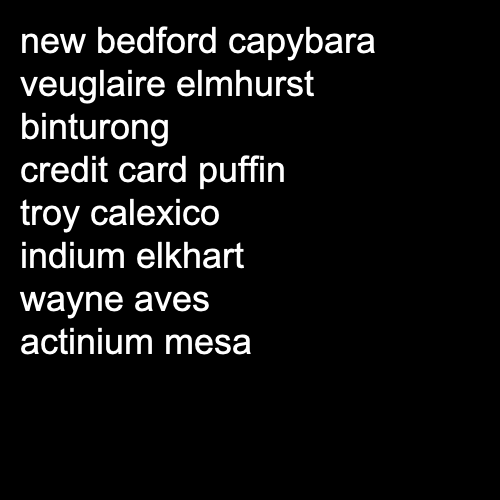 new bedford capybara
veuglaire elmhurst
binturong
credit card puffin
troy calexico
indium elkhart
wayne aves
actinium mesa